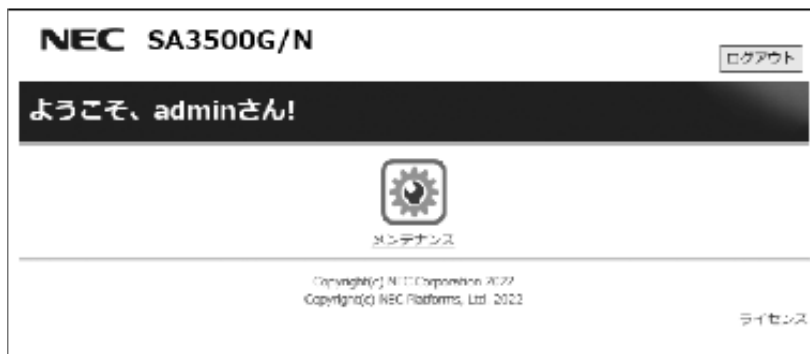 NEC SA3500G/N
ログアウト
ようこそ、adminさん!
メンテナンス
Copyright(c) NEC Corporation 2022
Copyright(c) NEC Platforms, Ltd. 2022
ライセンス